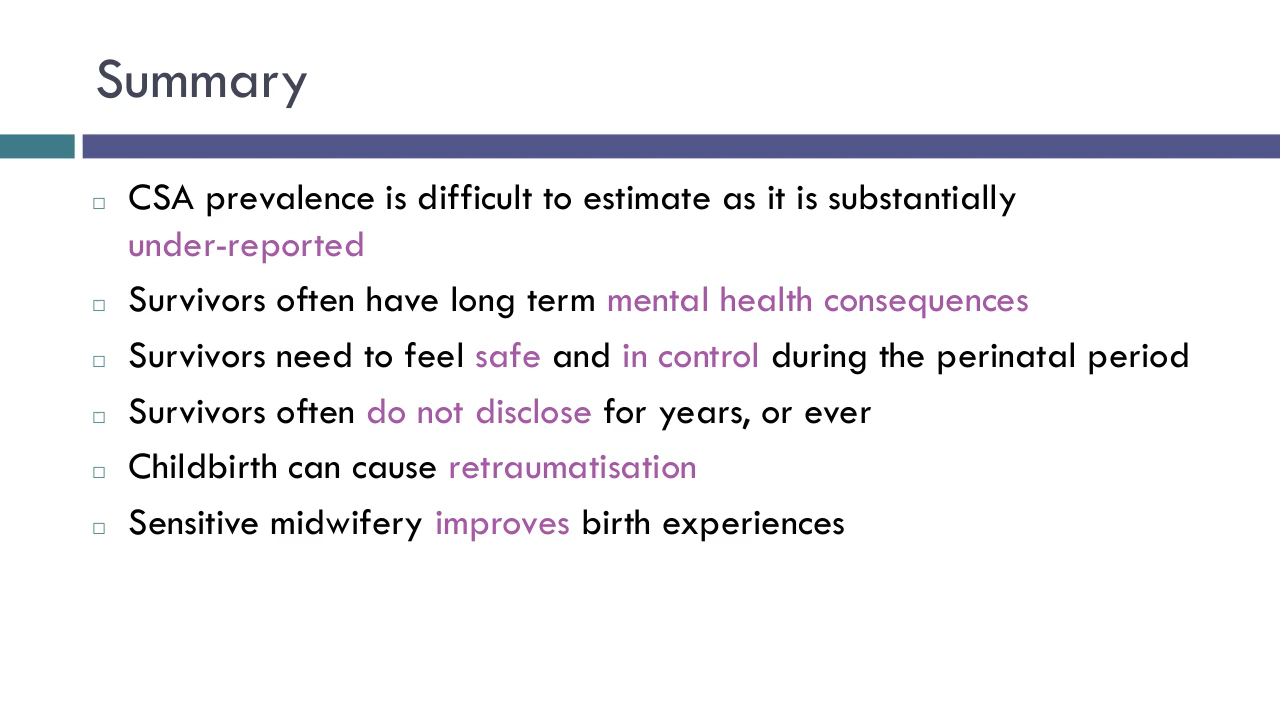 Summary
CSA prevalence is difficult to estimate as it is substantially
under-reported
Survivors often have long term mental health consequences
Survivors need to feel safe and in control during the perinatal period
Survivors often do not disclose for years, or ever
Childbirth can cause retraumatisation
Sensitive midwifery improves birth experiences